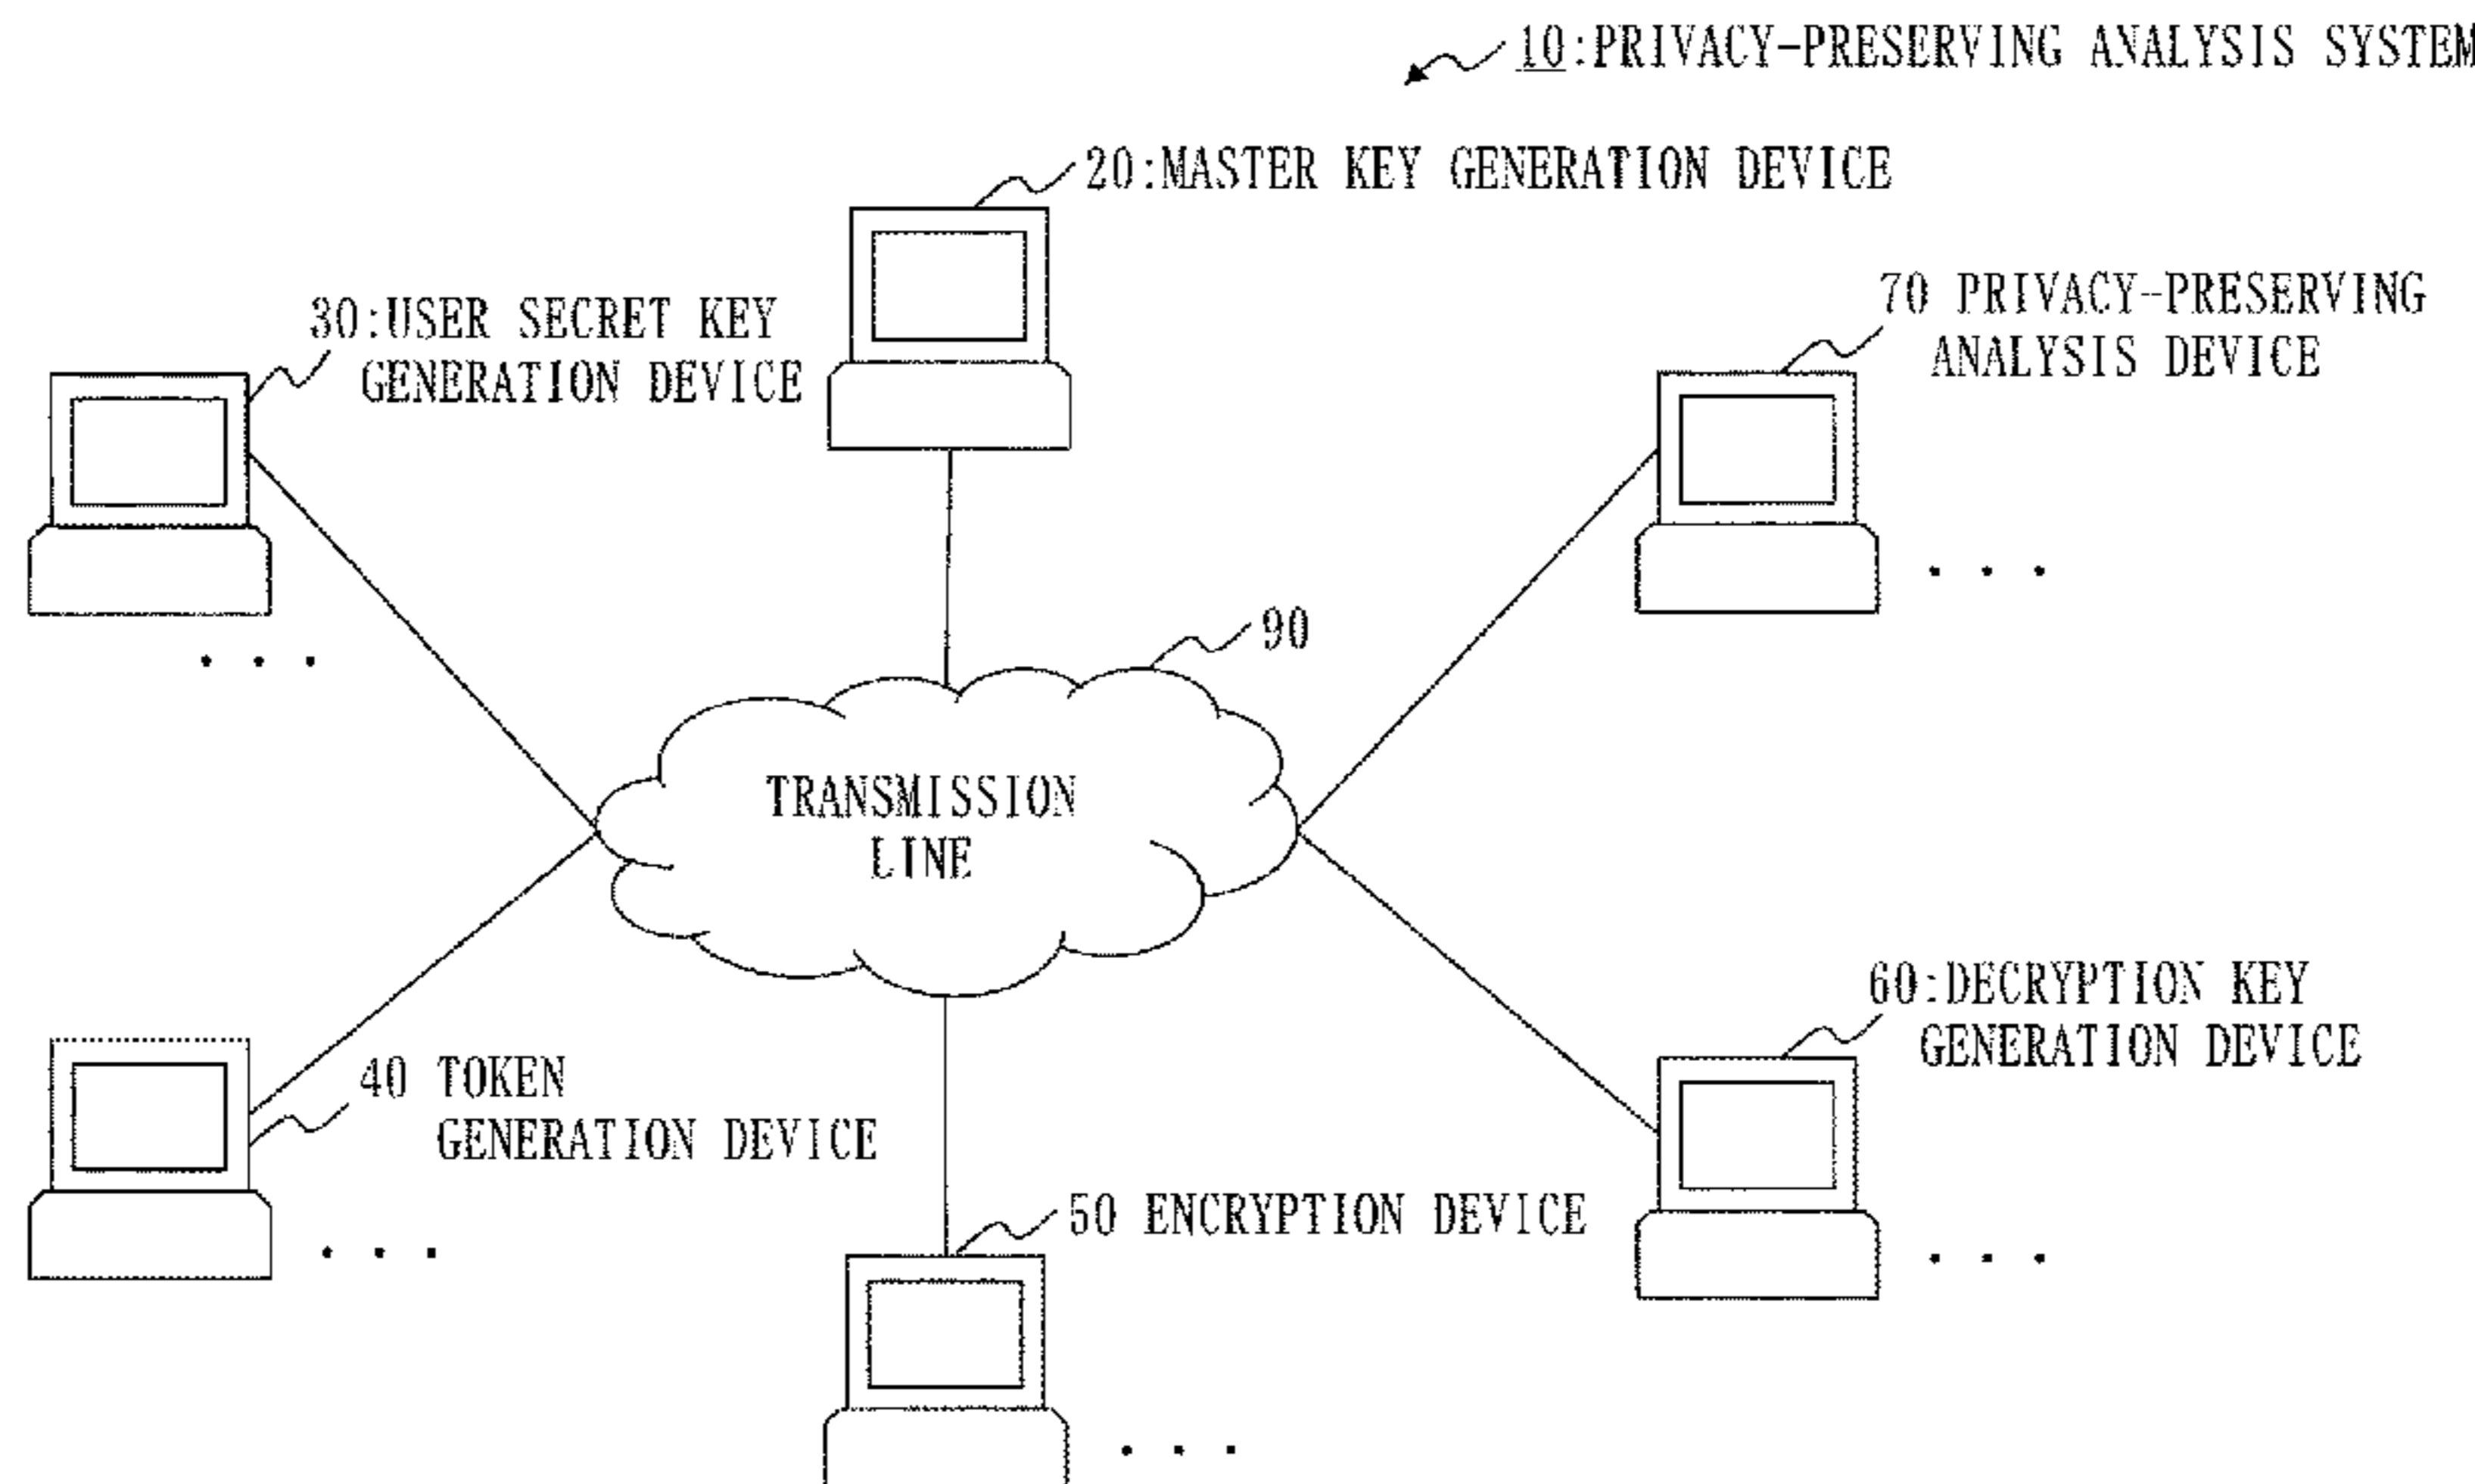 10:PRIVACY-PRESERVING ANALYSIS SYSTEM
20:MASTER KEY GENERATION DEVICE
30:USER SECRET KEY
GENERATION DEVICE
70 PRIVACY-PRESERVING
ANALYSIS DEVICE
90
TRANSMISSION
LINE
60:DECRYPTION KEY
GENERATION DEVICE
40 TOKEN
GENERATION DEVICE
50 ENCRYPTION DEVICE